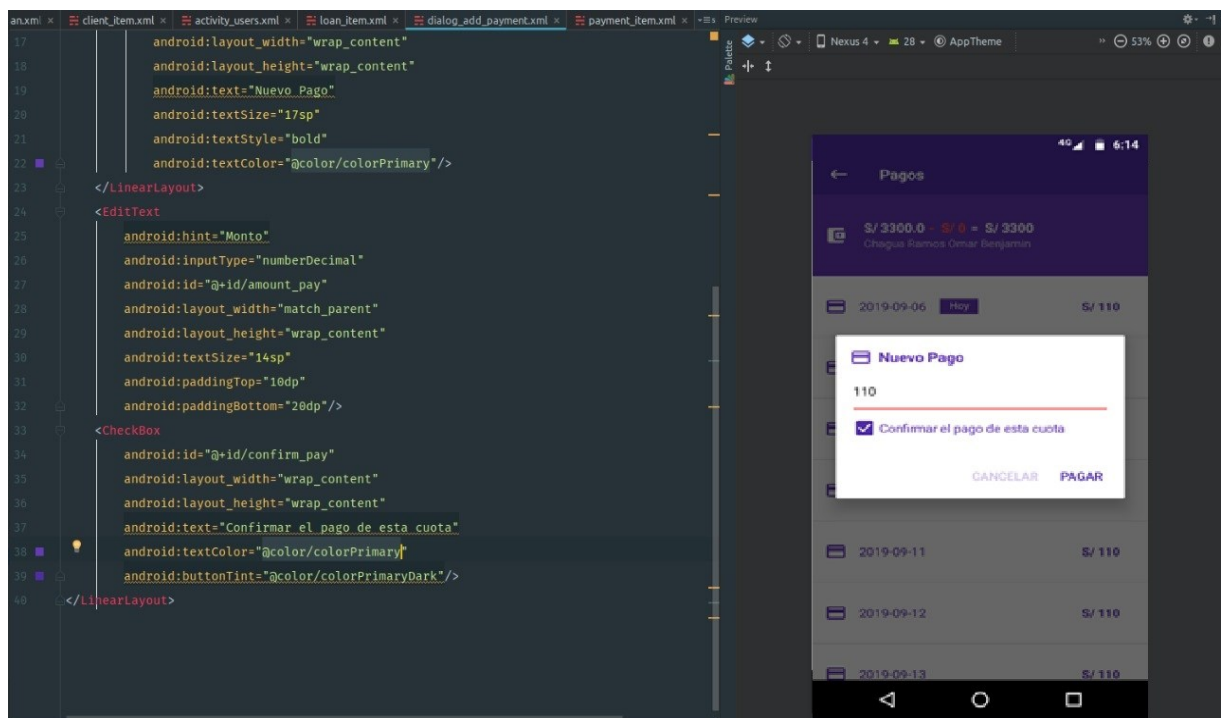 an.xml × client_item.xml × activity_users.xml × loan_item.xml × dialog_add_payment.xml × payment_item.xml ×
17 android:layout_width="wrap_content"
18 android:layout_height="wrap_content"
19 android:text="Nuevo Pago"
20 android:textSize="17sp"
21 android:textStyle="bold"
22 android:textColor="@color/colorPrimary"/>
23 </LinearLayout>
24 <EditText
25 android:hint="Monto"
26 android:inputType="numberDecimal"
27 android:id="@+id/amount_pay"
28 android:layout_width="match_parent"
29 android:layout_height="wrap_content"
30 android:textSize="14sp"
31 android:paddingTop="10dp"
32 android:paddingBottom="20dp"/>
33 <CheckBox
34 android:id="@+id/confirm_pay"
35 android:layout_width="wrap_content"
36 android:layout_height="wrap_content"
37 android:text="Confirmar el pago de esta cuota"
38 android:textColor="@color/colorPrimary"
39 android:buttonTint="@color/colorPrimaryDark"/>
40 </LinearLayout>
Preview
Palette
Nexus 4 28 AppTheme » 53%
4G 6:14
Pagos
S/ 3300.0 - S/ 0 = S/ 3300
Chagua Ramos Omar Benjamin
2019-09-06 Hoy S/ 110
Nuevo Pago
110
Confirmar el pago de esta cuota
CANCELAR PAGAR
2019-09-11 S/ 110
2019-09-12 S/ 110
2019-09-13 S/ 110